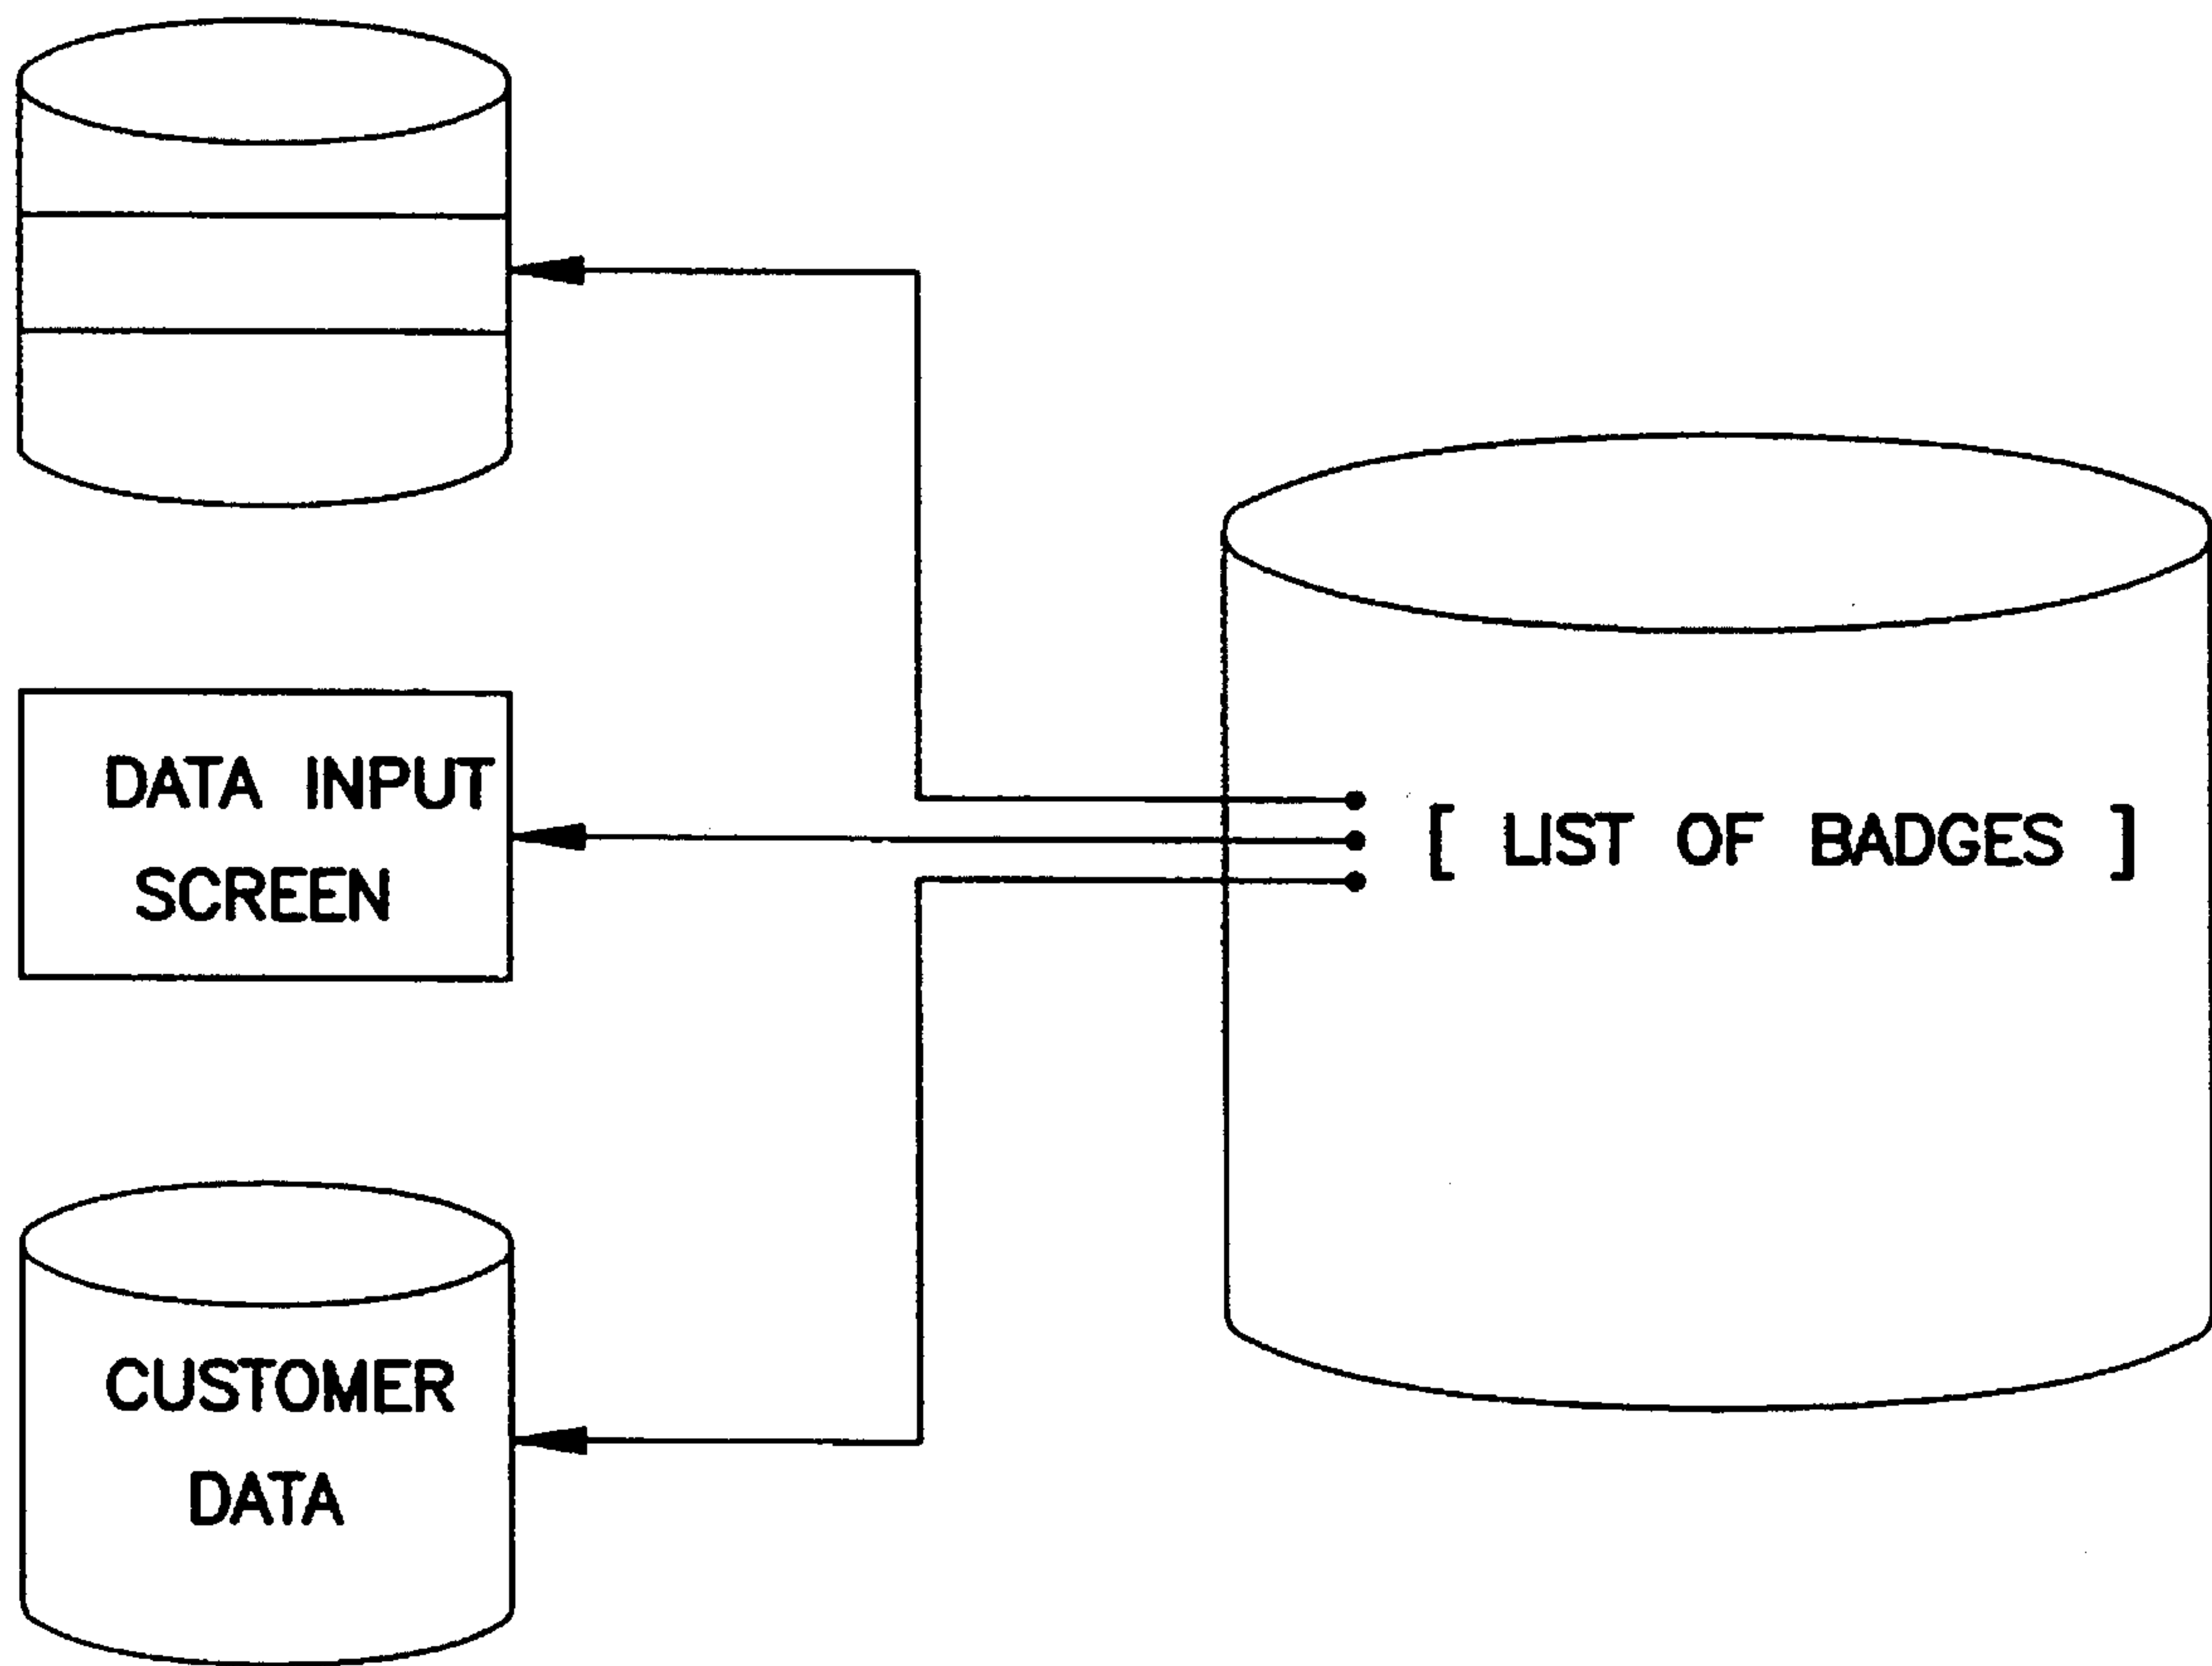 DATA INPUT
SCREEN
[ LIST OF BADGES ]
CUSTOMER
DATA